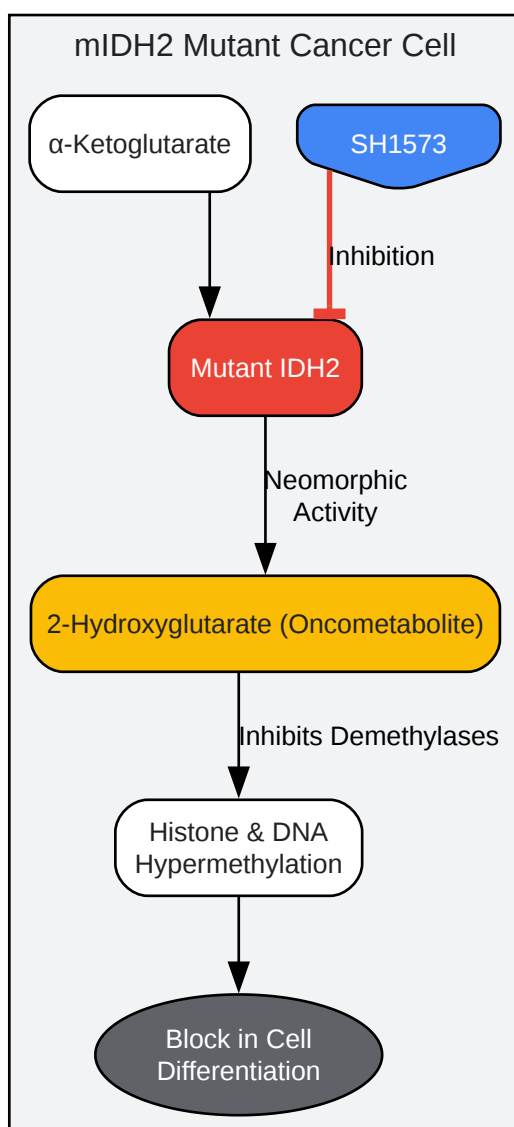 mIDH2 Mutant Cancer Cell
α-Ketoglutarate
SH1573
Inhibition
Mutant IDH2
Neomorphic
Activity
2-Hydroxyglutarate (Oncometabolite)
Inhibits Demethylases
Histone & DNA
Hypermethylation
Block in Cell
Differentiation